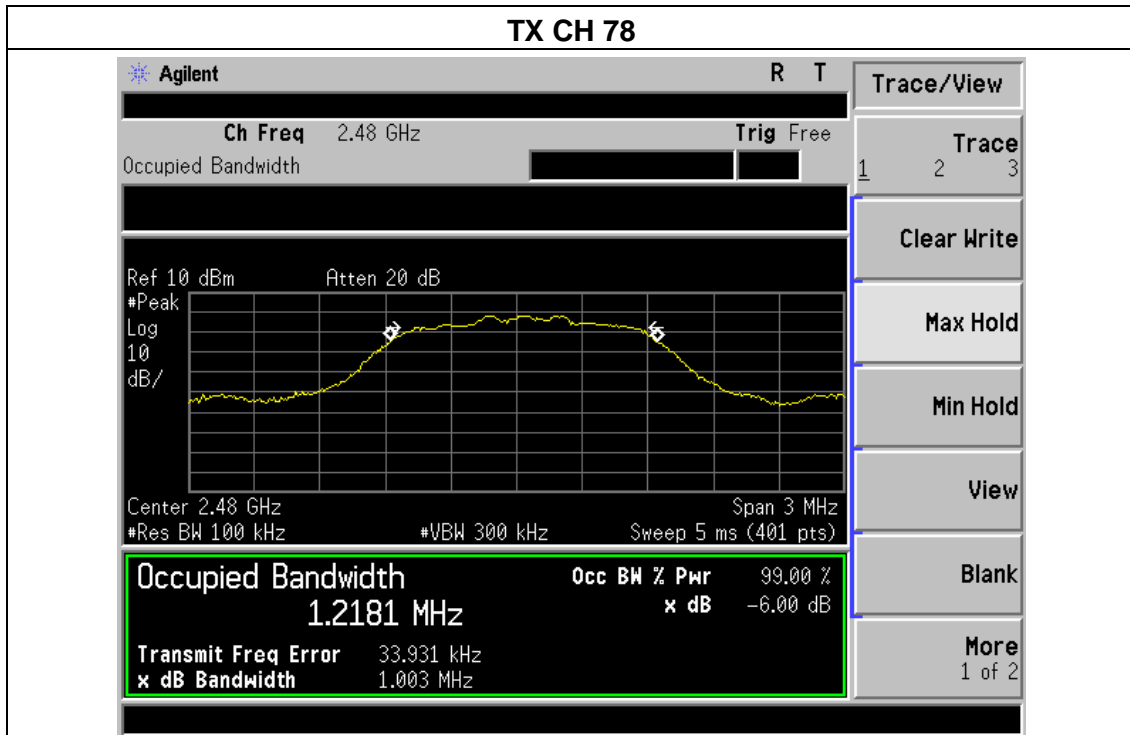 TX CH 78
Agilent R T
Trace/View
Ch Freq 2.48 GHz Trig Free
Occupied Bandwidth
Trace
1 2 3
Clear Write
Ref 10 dBm Atten 20 dB
#Peak
Log
10
dB/
Max Hold
Min Hold
View
Center 2.48 GHz Span 3 MHz
#Res BW 100 kHz #VBW 300 kHz Sweep 5 ms (401 pts)
Occupied Bandwidth Occ BW % Pwr 99.00 %
1.2181 MHz x dB -6.00 dB
Blank
Transmit Freq Error 33.931 kHz
x dB Bandwidth 1.003 MHz
More
1 of 2